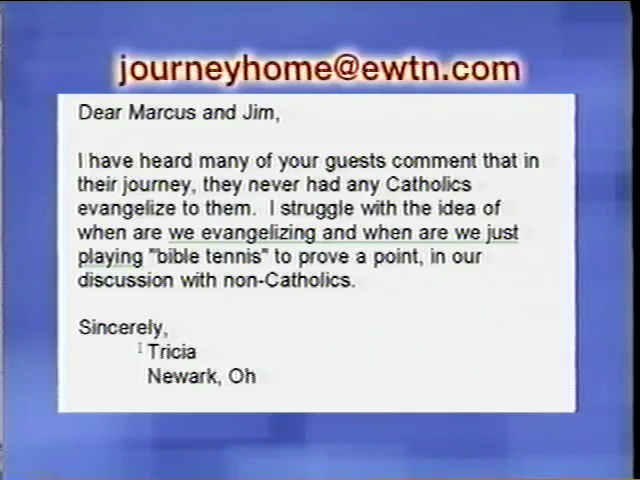 journeyhome@ewtn.com
Dear Marcus and Jim,
I have heard many of your guests comment that in
their journey, they never had any Catholics
evangelize to them.  I struggle with the idea of
when are we evangelizing and when are we just
playing "bible tennis" to prove a point, in our
discussion with non-Catholics.
Sincerely,
Tricia
Newark, Oh